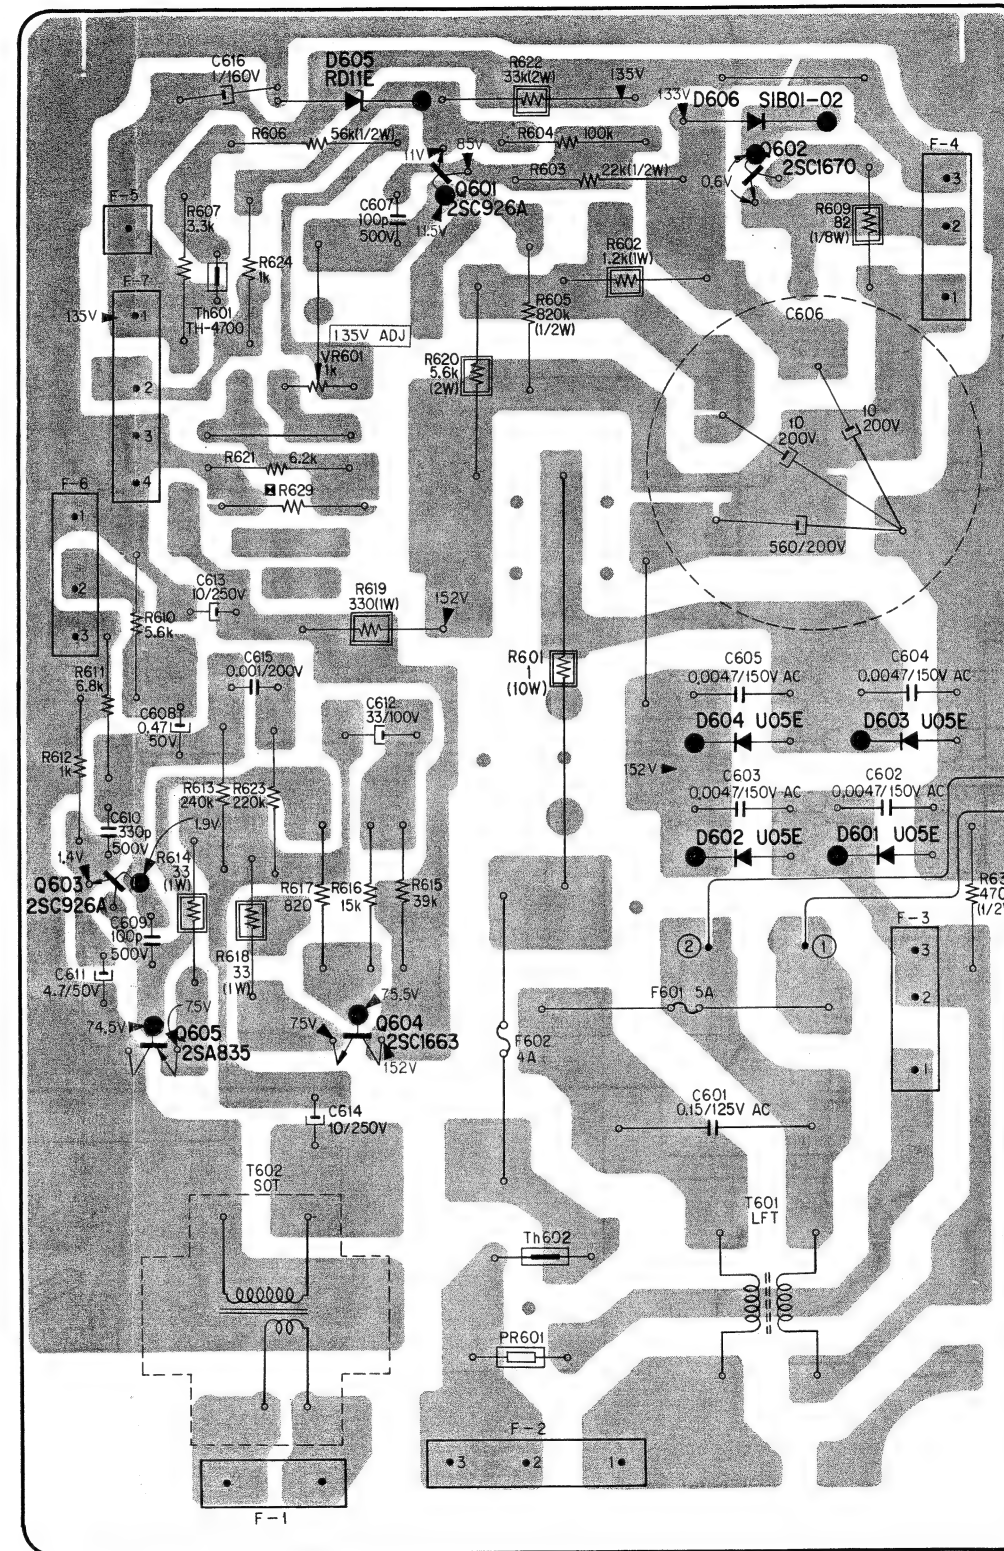 C616
1/160V
D605
RD11E
R622
33k(2W)
135V
133V
D606 SIB01-02
R606
56k(1/2W)
R604
100k
11V
85V
R603
22k(1/2W)
Q602
2SC1670
F-4
3
2
1
0.6V
F-5
R607
3.3k
C607
100p
500V
Q601
2SC926A
11.5V
R609
82
(1/8W)
R624
1k
R602
1.2k(1W)
F-7
135V
1
2
3
4
Th601
TH-4700
R605
820k
(1/2W)
C606
135V ADJ
VR601
1k
R620
5.6k
(2W)
10
200V
10
200V
560/200V
R621
6.2k
R629
F-6
1
2
3
C613
10/250V
R619
330(1W)
152V
R610
5.6k
R611
6.8k
C615
0.001/200V
R601
1
(10W)
C605
0.0047/150V AC
C604
0.0047/150V AC
C608
0.47
50V
C612
33/100V
D604 U05E
D603 U05E
R612
1k
152V
R613
240k
R623
220k
C603
0.0047/150V AC
C602
0.0047/150V AC
C610
330p
500V
1.9V
D602 U05E
D601 U05E
1.4V
R614
33
(1W)
Q603
2SC926A
R617
820
R616
15k
R615
39k
R63
470
(1/2
C609
100p
500V
F-3
3
2
1
2
1
R618
33
(1W)
C611
4.7/50V
F601 5A
75V
74.5V
Q605
2SA835
75.5V
75V
Q604
2SC1663
152V
F602
4A
C614
10/250V
C601
0.15/125V AC
T602
SOT
T601
LFT
Th602
PR601
F-2
3
2
1
F-1